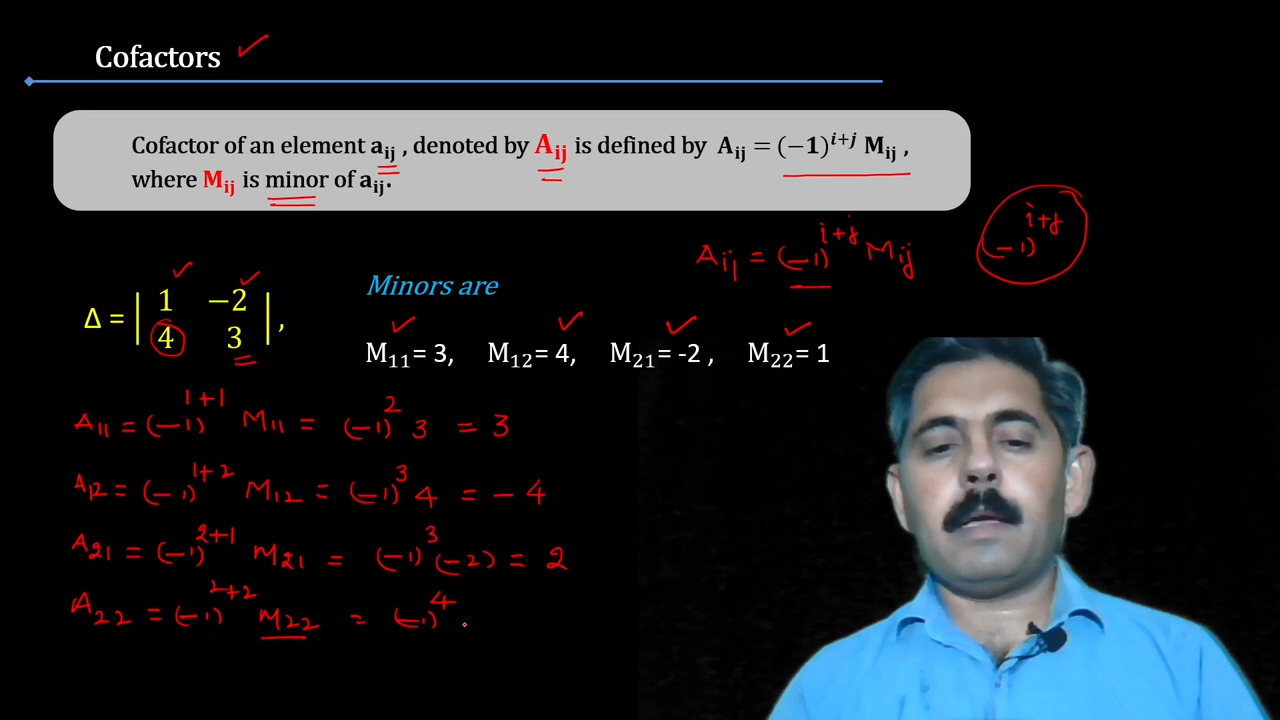 Cofactors ✓
Cofactor of an element aᵢⱼ , denoted by Aᵢⱼ is defined by Aᵢⱼ = (−1)ⁱ⁺ʲ Mᵢⱼ ,
where Mᵢⱼ is minor of aᵢⱼ.
Aᵢⱼ = (−1)ⁱ⁺ʲ Mᵢⱼ
(−1)ⁱ⁺ʲ
Minors are
Δ = | 1 −2 |
| 4 3 | ,
M₁₁= 3, M₁₂= 4, M₂₁= -2 , M₂₂= 1
A₁₁ = (−1)¹⁺¹ M₁₁ = (−1)² 3 = 3
A₁₂ = (−1)¹⁺² M₁₂ = (−1)³ 4 = − 4
A₂₁ = (−1)²⁺¹ M₂₁ = (−1)³ (−2) = 2
A₂₂ = (−1)²⁺² M₂₂ = (−1)⁴ .